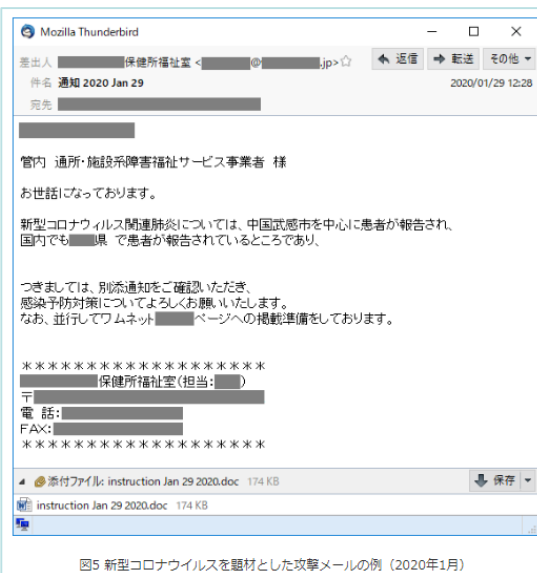 Mozilla Thunderbird
差出人 保健所福祉室 < @ .jp>☆ 返信 転送 その他
件名 通知 2020 Jan 29 2020/01/29 12:28
宛先
管内 通所・施設系障害福祉サービス事業者 様
お世話になっております。
新型コロナウィルス関連肺炎については、中国武感市を中心に患者が報告され、
国内でも 県 で患者が報告されているところであり、
つきましては、別添通知をご確認いただき、
感染予防対策についてよろしくお願いいたします。
なお、並行してワムネット ページへの掲載準備をしております。
＊＊＊＊＊＊＊＊＊＊＊＊＊＊＊＊＊＊＊
保健所福祉室(担当: )
〒
電 話:
FAX:
＊＊＊＊＊＊＊＊＊＊＊＊＊＊＊＊＊＊＊
添付ファイル: instruction Jan 29 2020.doc 174 KB 保存
instruction Jan 29 2020.doc 174 KB
図5 新型コロナウイルスを題材とした攻撃メールの例（2020年1月）